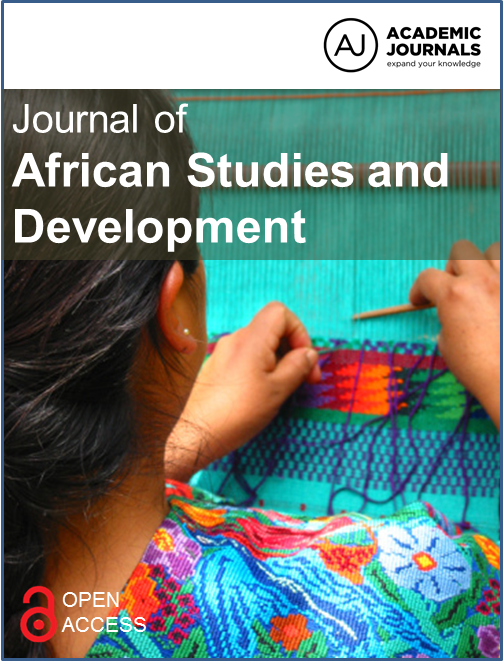 AJ
ACADEMIC
JOURNALS
expand your knowledge
Journal of
African Studies and
Development
OPEN
ACCESS